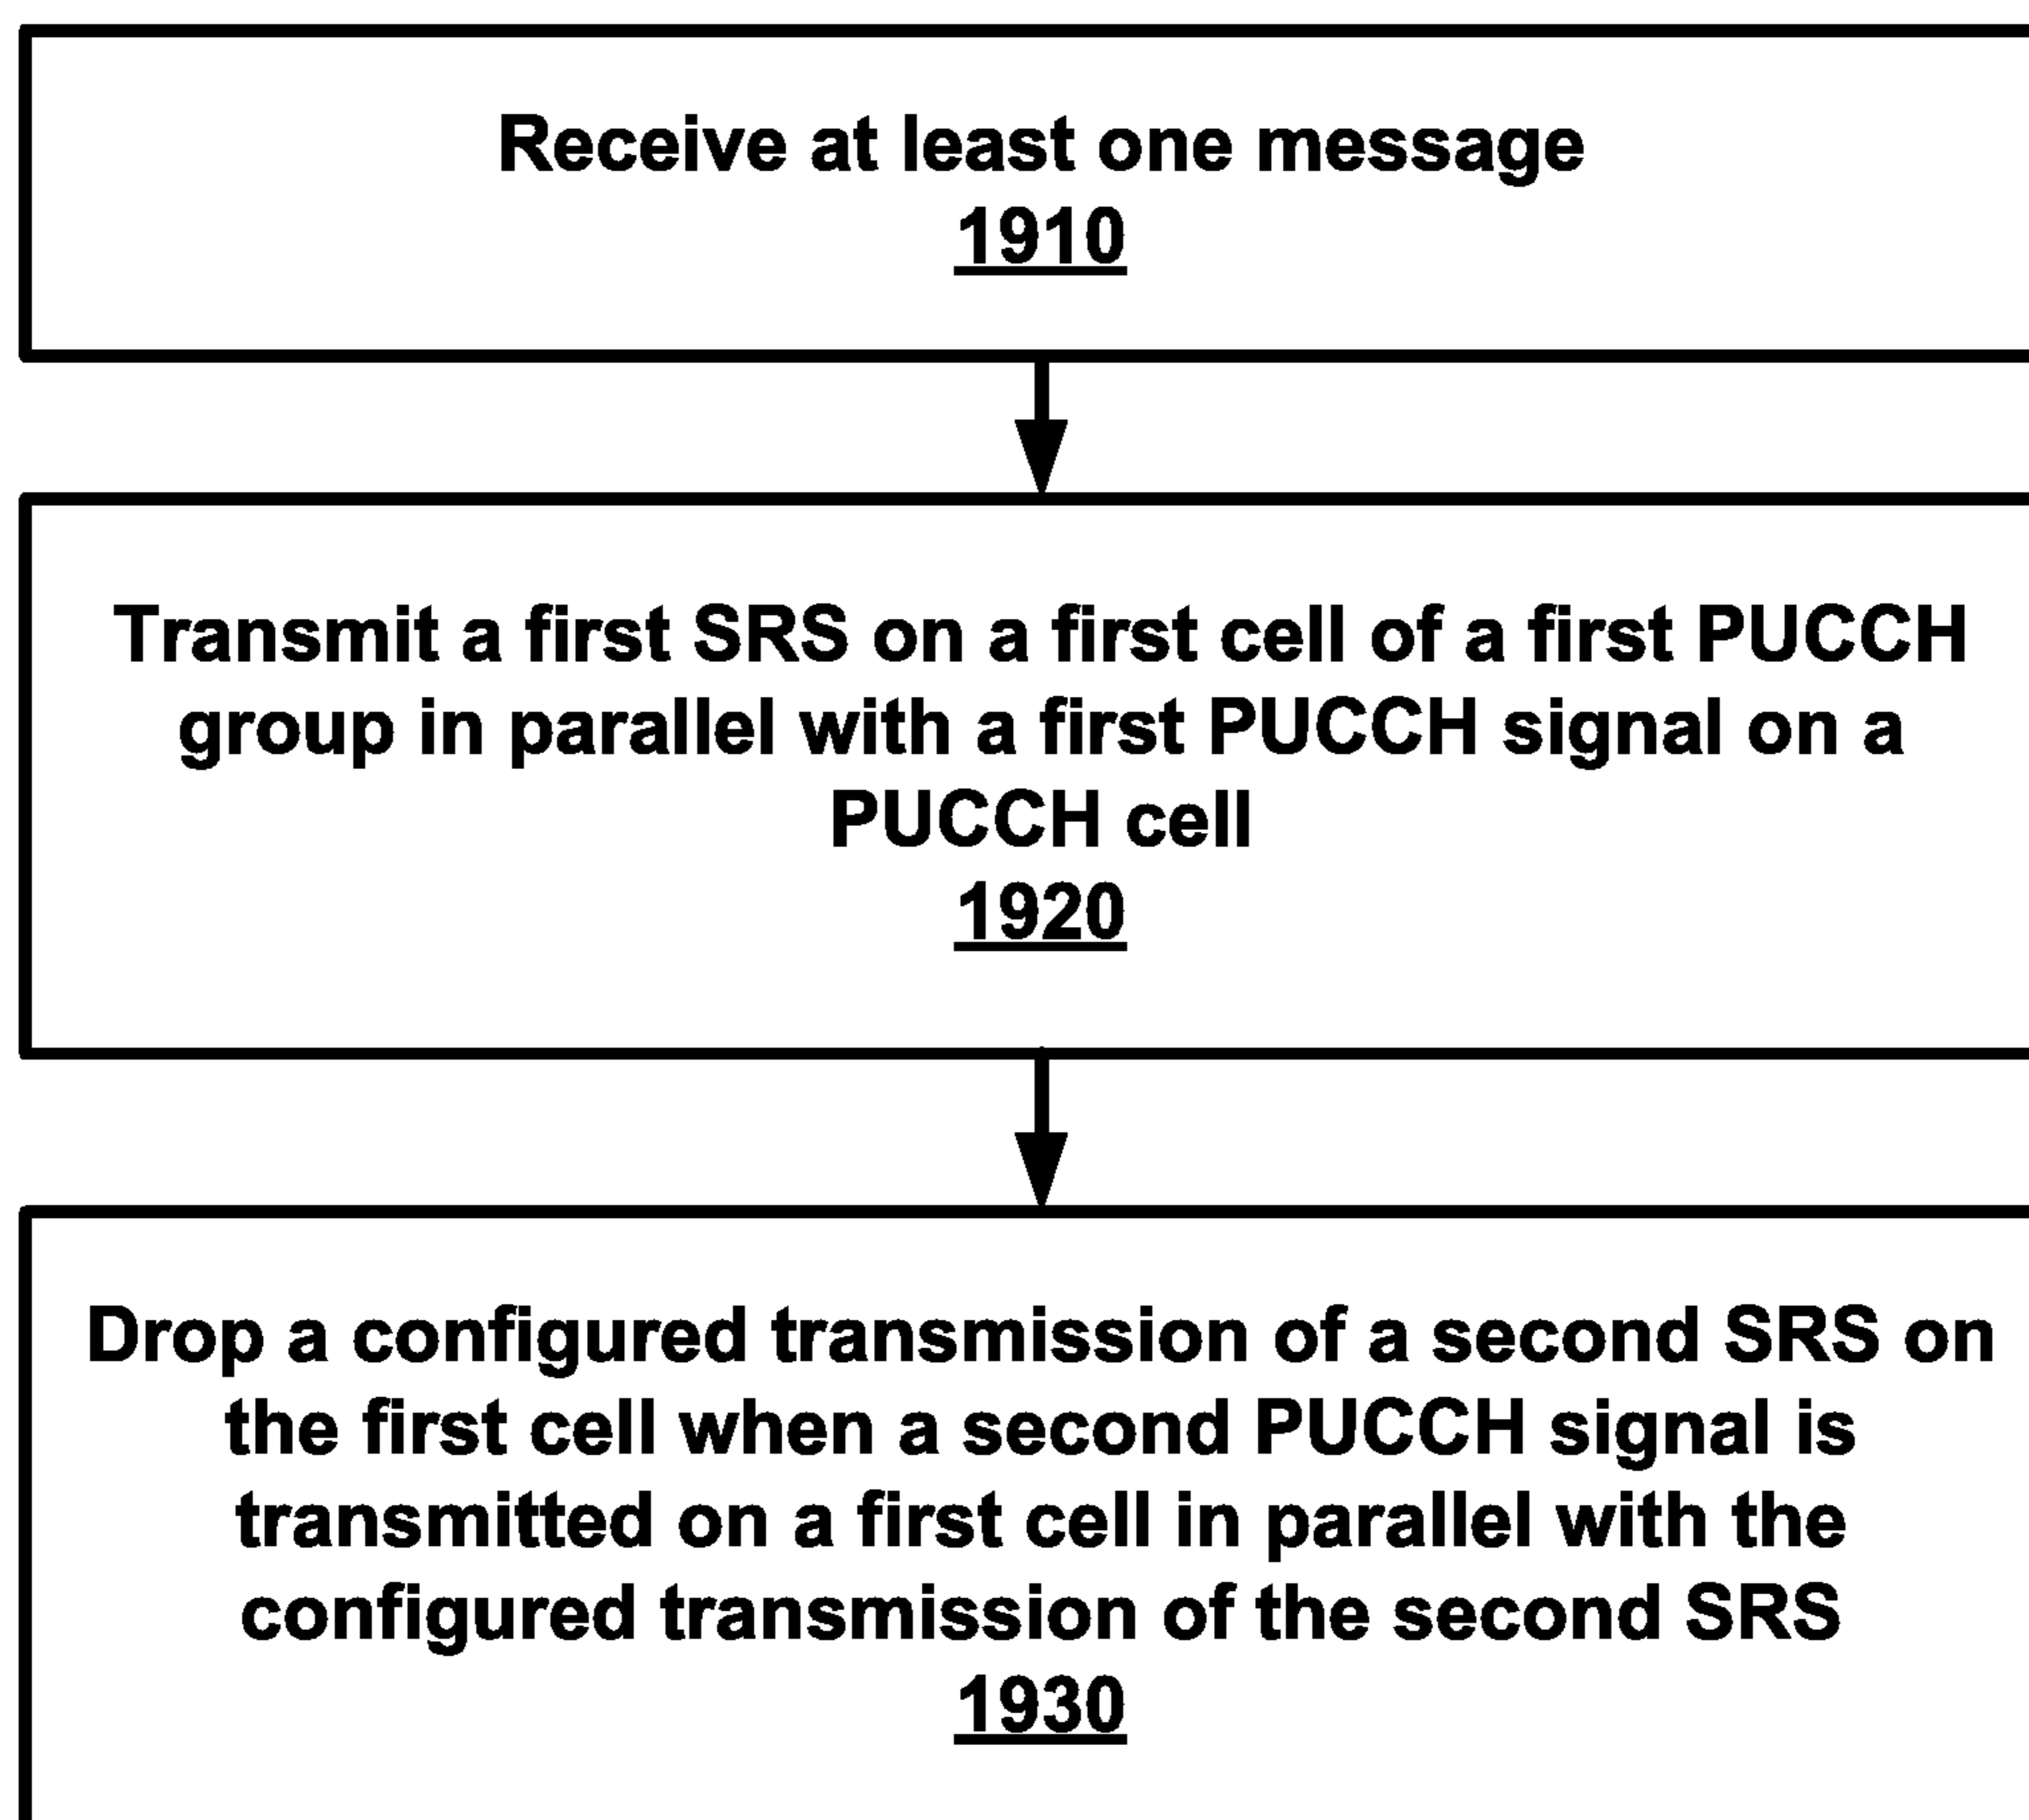 Receive at least one message
1910
Transmit a first SRS on a first cell of a first PUCCH
group in parallel with a first PUCCH signal on a
PUCCH cell
1920
Drop a configured transmission of a second SRS on
the first cell when a second PUCCH signal is
transmitted on a first cell in parallel with the
configured transmission of the second SRS
1930